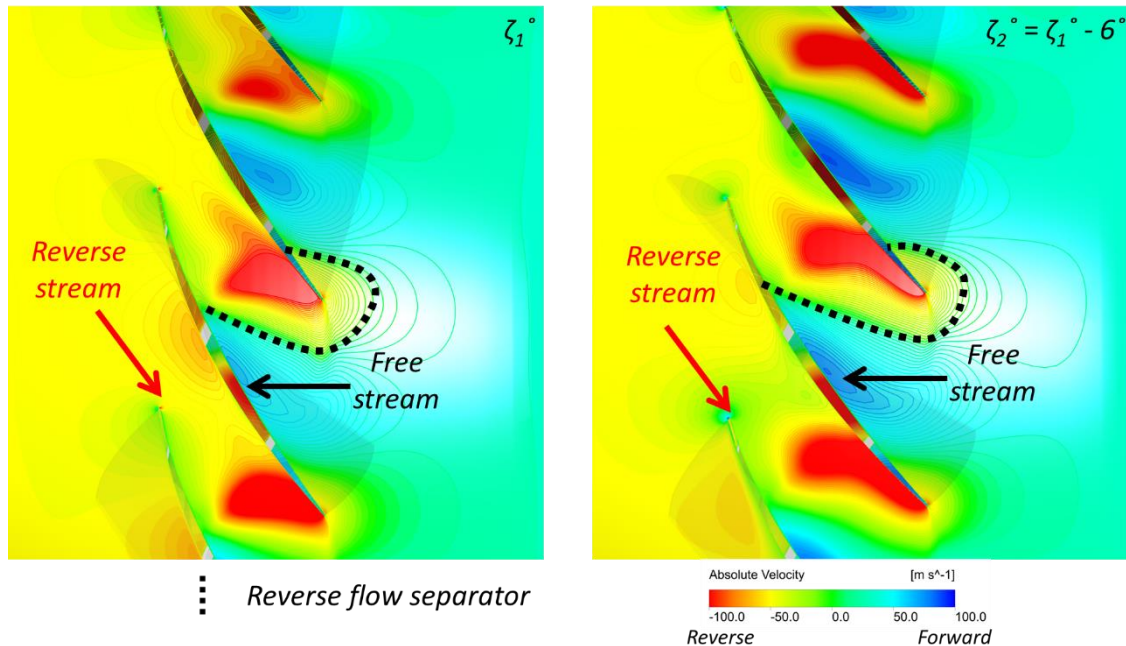 ζ₁°
ζ₂° = ζ₁° - 6°
Reverse
stream
Free
stream
Reverse
stream
Free
stream
Reverse flow separator
Absolute Velocity [m s^-1]
-100.0 -50.0 0.0 50.0 100.0
Reverse Forward